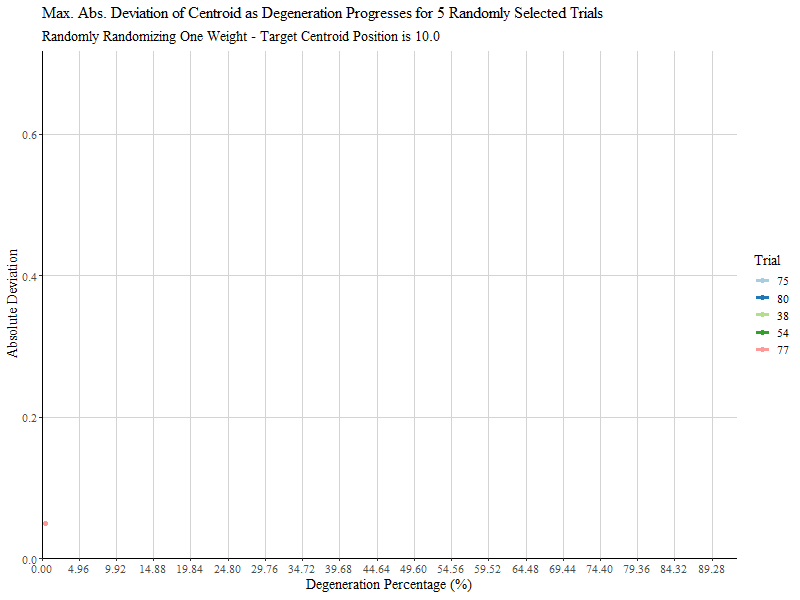 Max. Abs. Deviation of Centroid as Degeneration Progresses for 5 Randomly Selected Trials
Randomly Randomizing One Weight - Target Centroid Position is 10.0
Absolute Deviation
0.6
0.4
0.2
0.0
0.00 4.96 9.92 14.88 19.84 24.80 29.76 34.72 39.68 44.64 49.60 54.56 59.52 64.48 69.44 74.40 79.36 84.32 89.28
Degeneration Percentage (%)
Trial
75
80
38
54
77